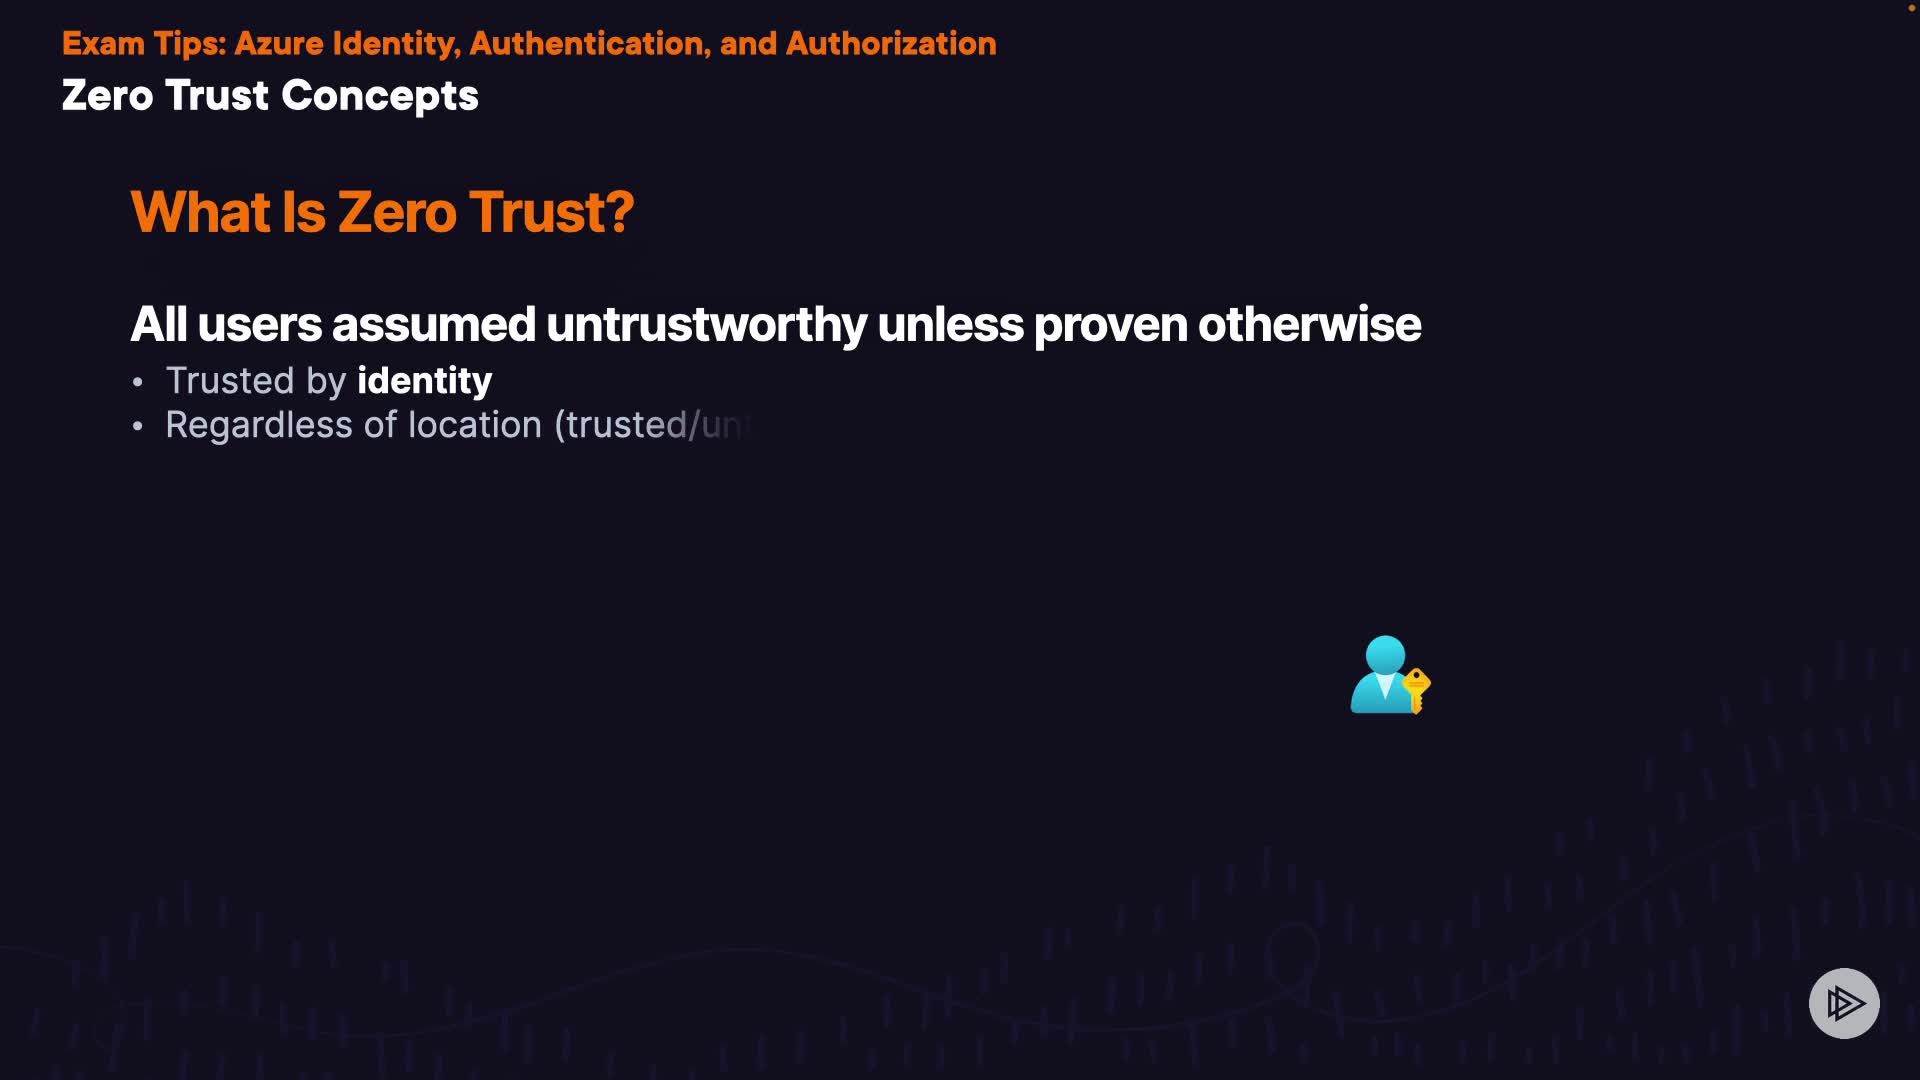 Exam Tips: Azure Identity, Authentication, and Authorization
Zero Trust Concepts
What Is Zero Trust?
All users assumed untrustworthy unless proven otherwise
• Trusted by identity
• Regardless of location (trusted/un